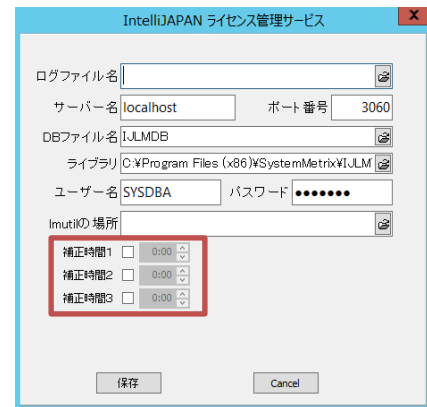 IntelliJAPAN ライセンス管理サービス X
ログファイル名
サーバー名 localhost ポート番号 3060
DBファイル名 IJLMDB
ライブラリ C:¥Program Files (x86)¥SystemMetrix¥IJLM
ユーザー名 SYSDBA パスワード ●●●●●●●
lmutilの場所
補正時間1 0:00
補正時間2 0:00
補正時間3 0:00
保存 Cancel